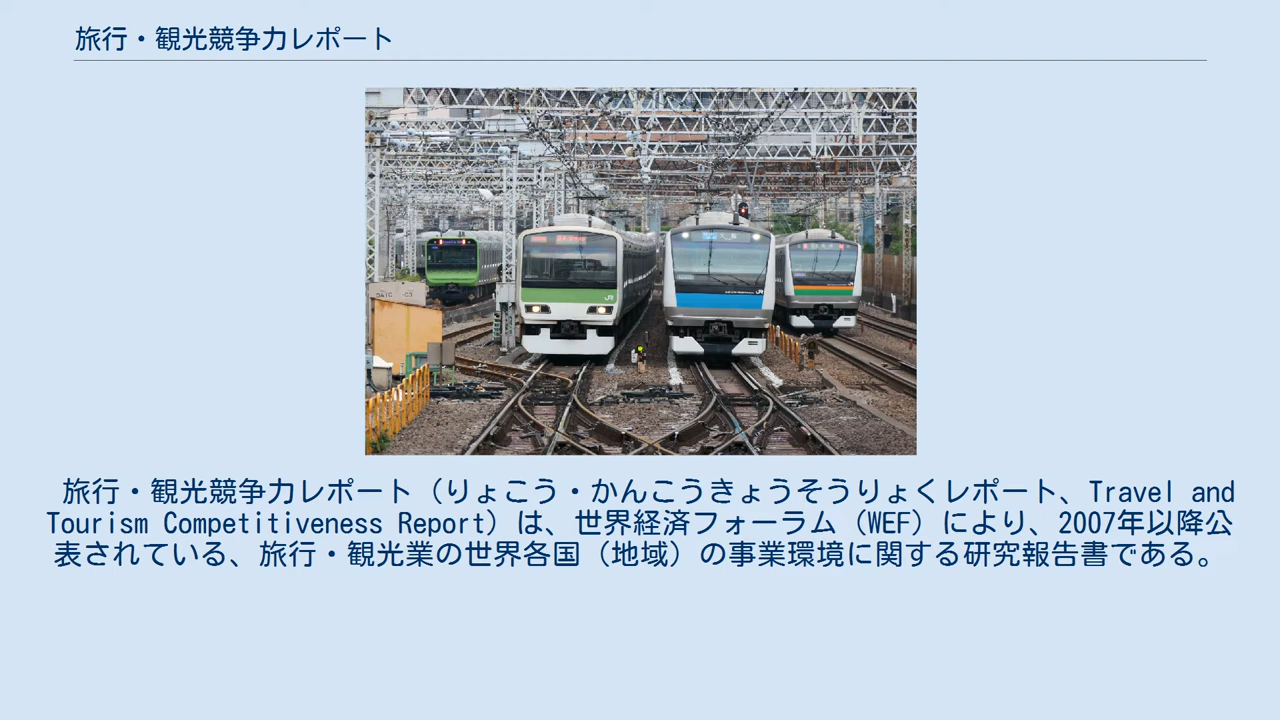 旅行・観光競争力レポート
旅行・観光競争力レポート（りょこう・かんこうきょうそうりょくレポート、Travel and
Tourism Competitiveness Report）は、世界経済フォーラム（WEF）により、2007年以降公
表されている、旅行・観光業の世界各国（地域）の事業環境に関する研究報告書である。